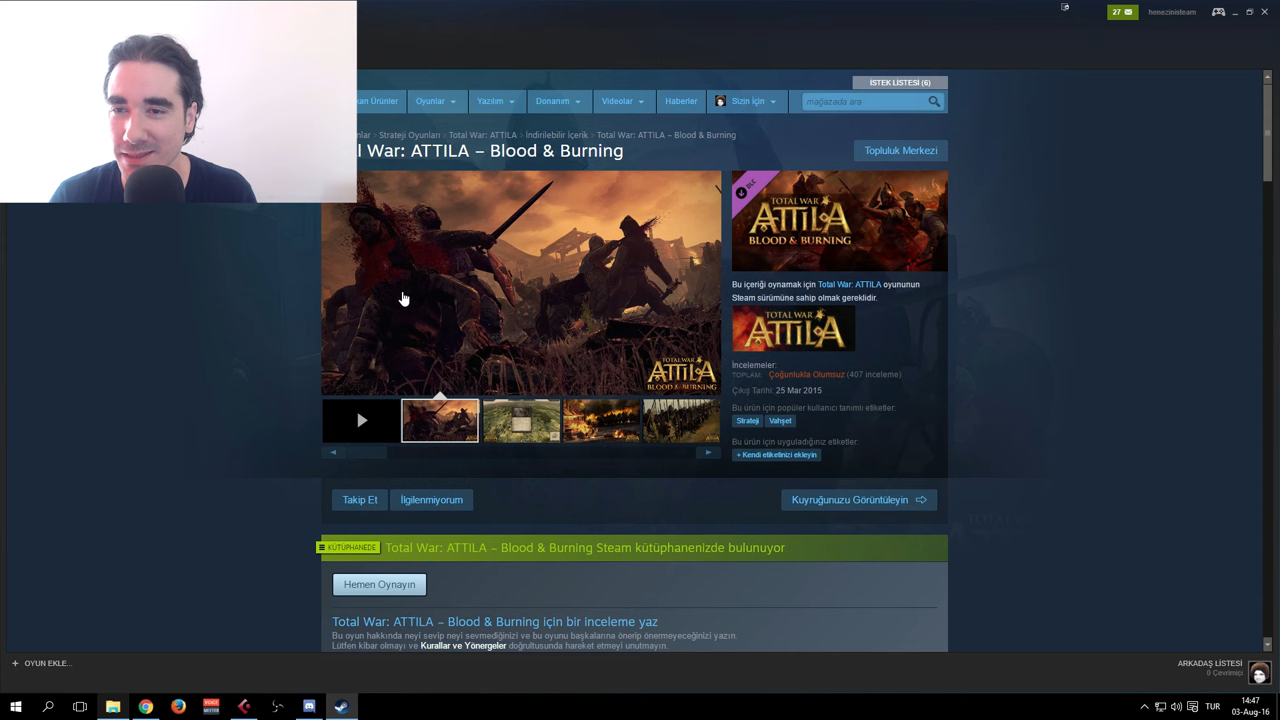 27
henezinisteam
İSTEK LİSTESİ (6)
Ürünler
Oyunlar
Yazılım
Donanım
Videolar
Haberler
Sizin İçin
mağazada ara
> Strateji Oyunları > Total War: ATTILA > İndirilebilir İçerik > Total War: ATTILA – Blood & Burning
War: ATTILA – Blood & Burning
Topluluk Merkezi
DLC
TOTAL WAR
ATTILA
BLOOD & BURNING
TOTAL WAR
ATTILA
BLOOD & BURNING
Bu içeriği oynamak için Total War: ATTILA oyununun
Steam sürümüne sahip olmak gereklidir.
TOTAL WAR
ATTILA
İncelemeler:
TOPLAM: Çoğunlukla Olumsuz (407 inceleme)
Çıkış Tarihi: 25 Mar 2015
Bu ürün için popüler kullanıcı tanımlı etiketler:
Strateji
Vahşet
Bu ürün için uyguladığınız etiketler:
+ Kendi etiketinizi ekleyin
Takip Et
İlgilenmiyorum
Kuyruğunuzu Görüntüleyin
KÜTÜPHANEDE
Total War: ATTILA – Blood & Burning Steam kütüphanenizde bulunuyor
Hemen Oynayın
Total War: ATTILA – Blood & Burning için bir inceleme yaz
Bu oyun hakkında neyi sevip neyi sevmediğinizi ve bu oyunu başkalarına önerip önermeyeceğinizi yazın.
Lütfen kibar olmayı ve Kurallar ve Yönergeler doğrultusunda hareket etmeyi unutmayın.
+ OYUN EKLE...
ARKADAŞ LİSTESİ
0 Çevrimiçi
TUR
14:47
03-Aug-16